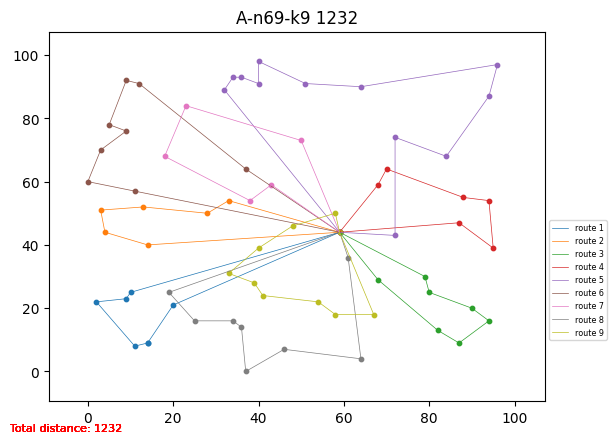 A-n69-k9 1232
100
80
60
40
20
0
0 20 40 60 80 100
route 1
route 2
route 3
route 4
route 5
route 6
route 7
route 8
route 9
Total distance: 1232